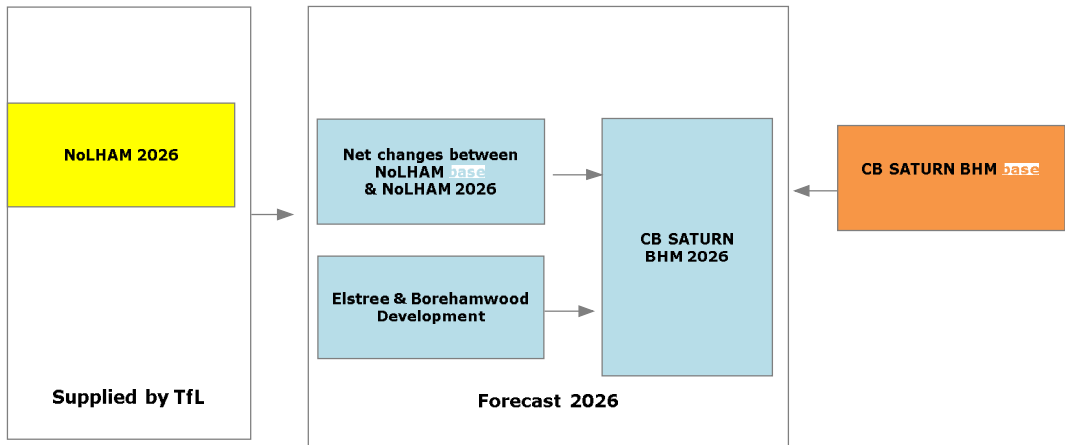 NoLHAM 2026
Supplied by TfL
Net changes between
NoLHAM base
& NoLHAM 2026
Elstree & Borehamwood
Development
CB SATURN
BHM 2026
Forecast 2026
CB SATURN BHM base